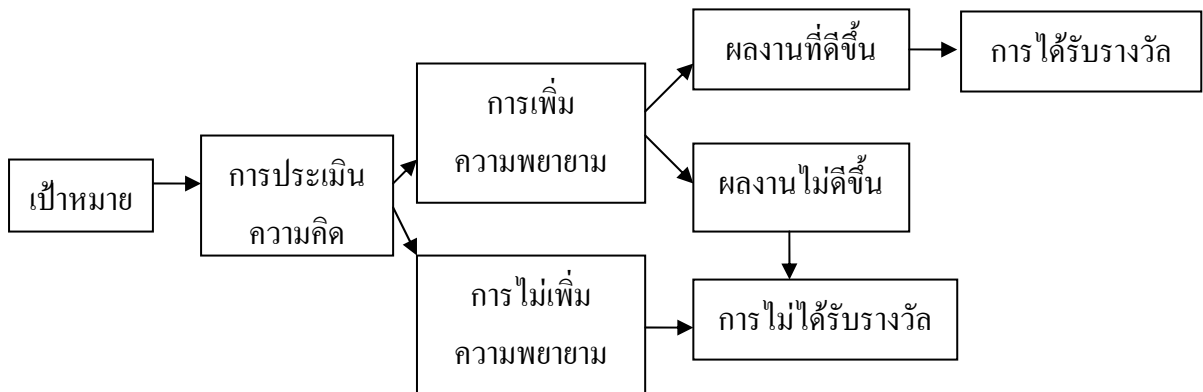 เป้าหมาย
การประเมิน
ความคิด
การเพิ่ม
ความพยายาม
ผลงานที่ดีขึ้น
การได้รับรางวัล
ผลงานไม่ดีขึ้น
การไม่เพิ่ม
ความพยายาม
การไม่ได้รับรางวัล